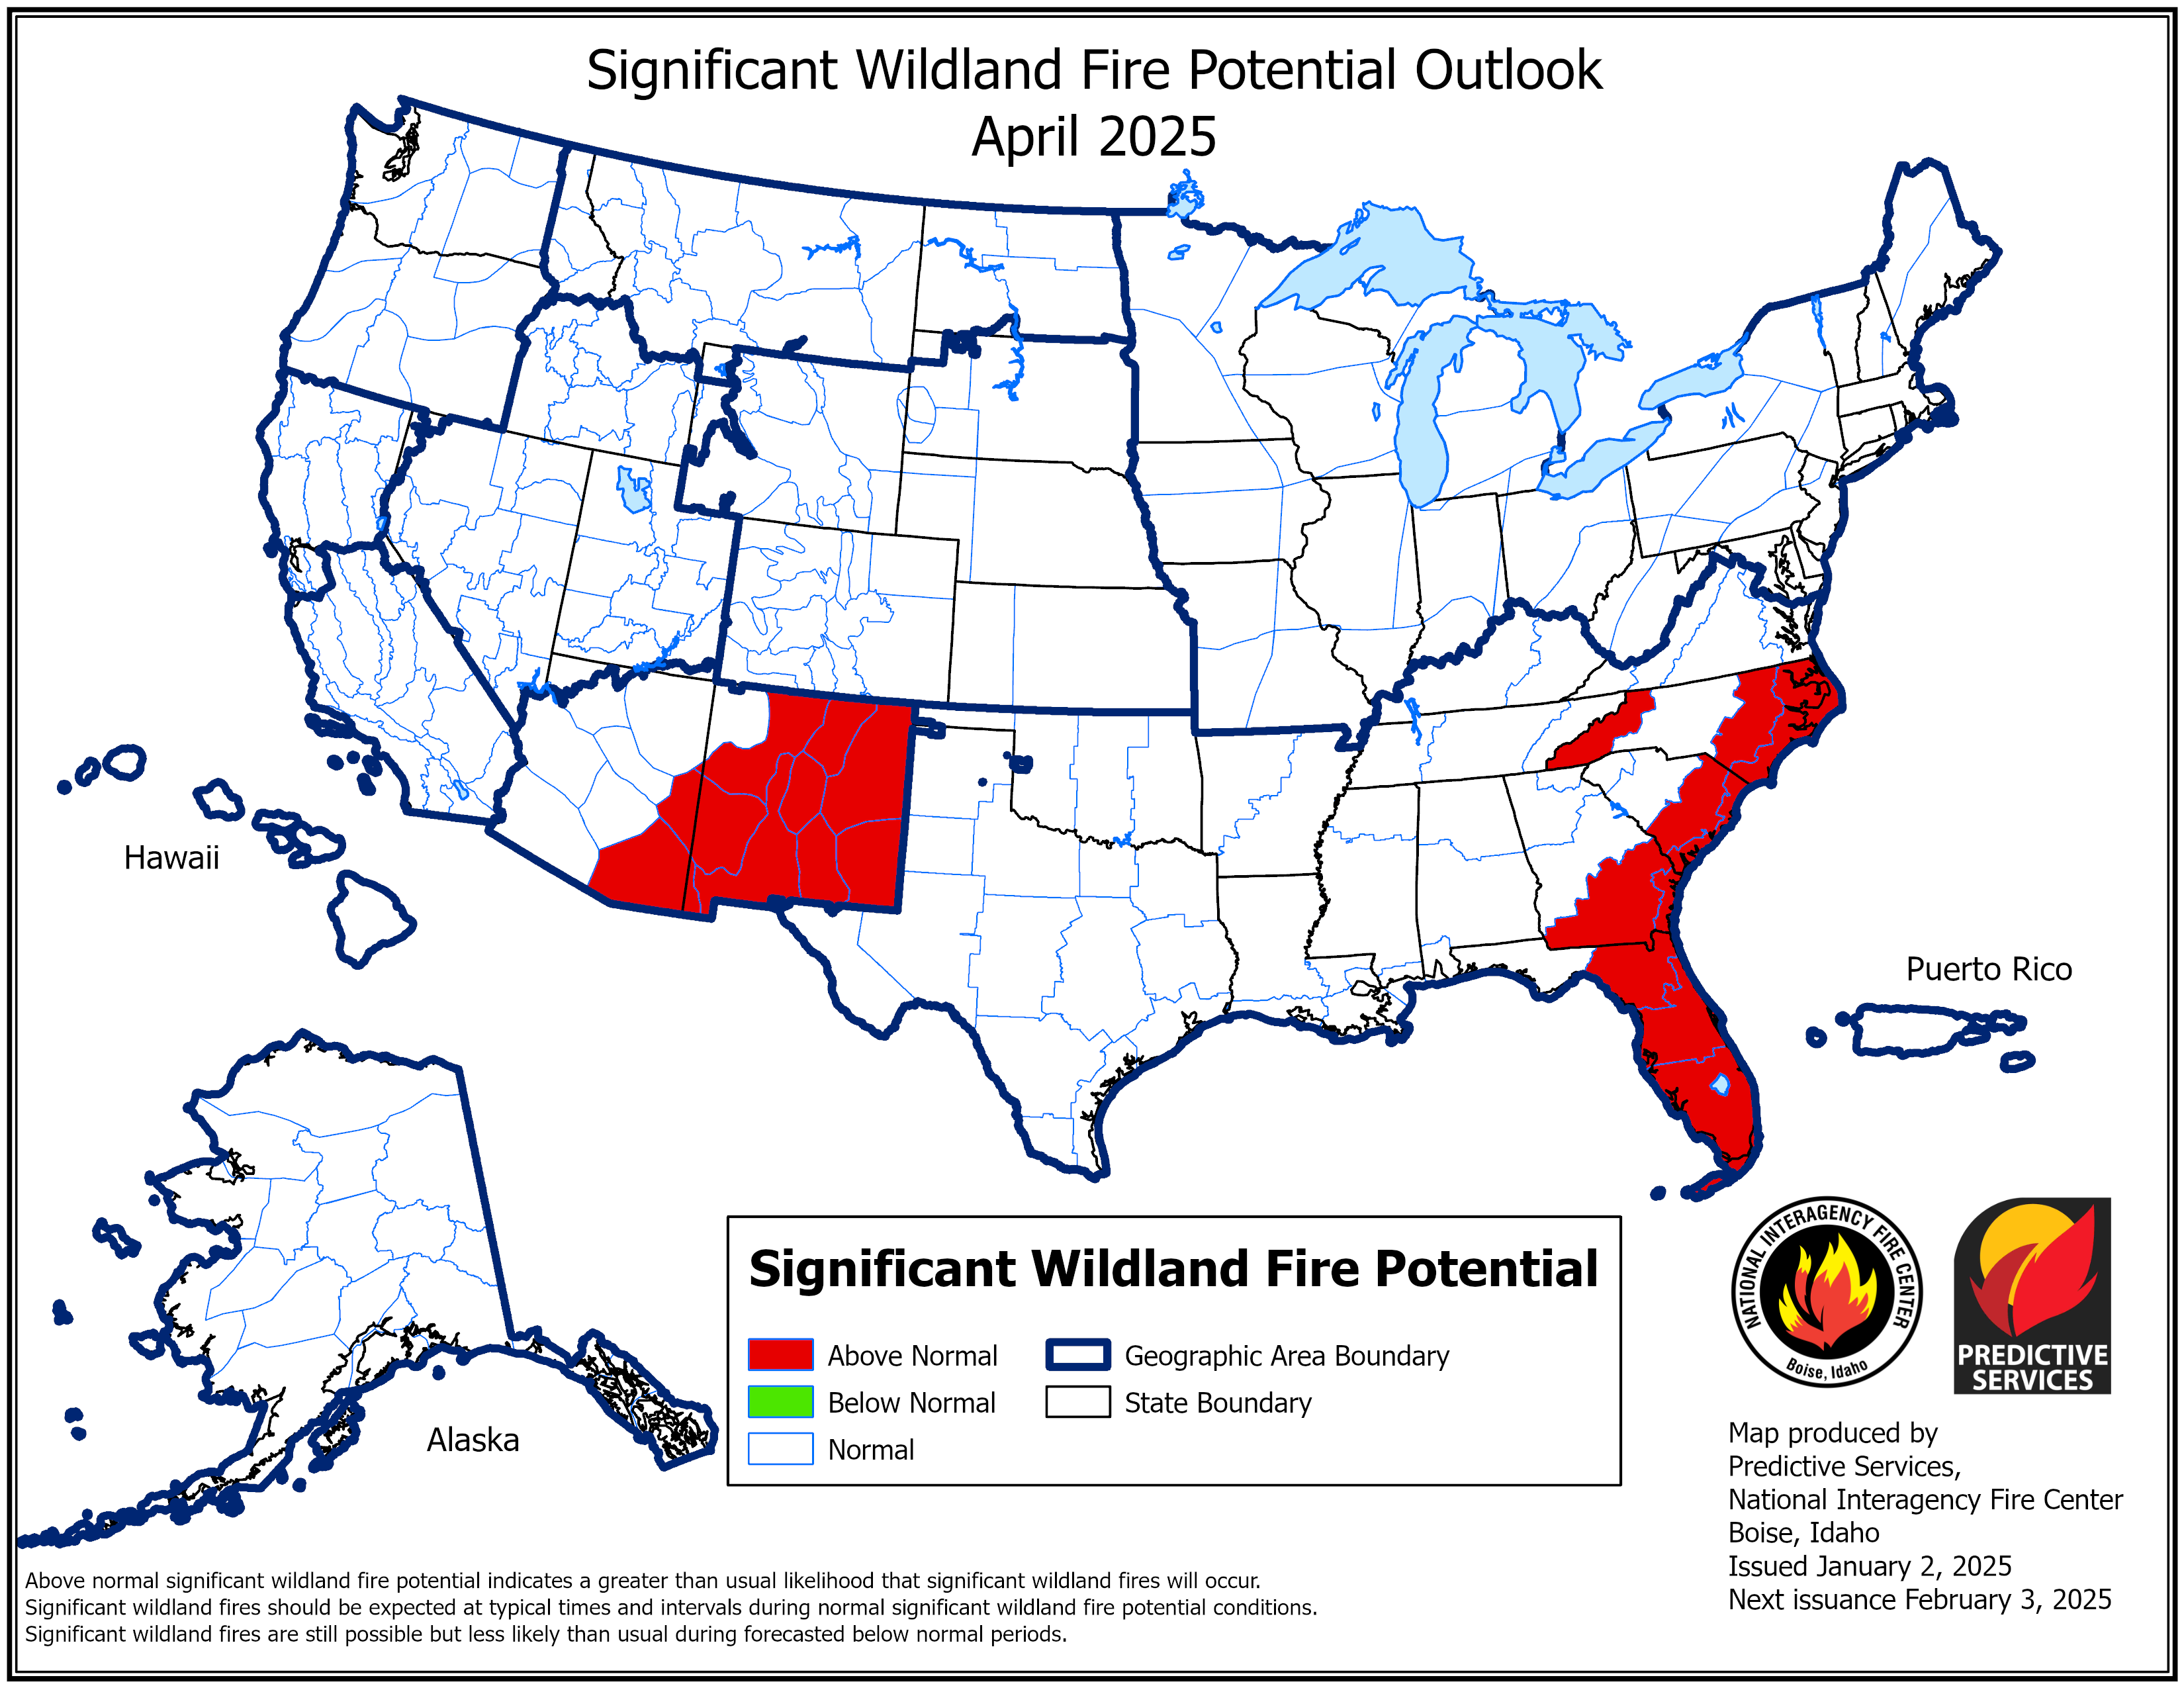 Significant Wildland Fire Potential Outlook
April 2025
Hawaii
Puerto Rico
Alaska
Significant Wildland Fire Potential
Above Normal
Below Normal
Normal
Geographic Area Boundary
State Boundary
NATIONAL INTERAGENCY FIRE CENTER
Boise, Idaho
PREDICTIVE
SERVICES
Map produced by
Predictive Services,
National Interagency Fire Center
Boise, Idaho
Issued January 2, 2025
Next issuance February 3, 2025
Above normal significant wildland fire potential indicates a greater than usual likelihood that significant wildland fires will occur.
Significant wildland fires should be expected at typical times and intervals during normal significant wildland fire potential conditions.
Significant wildland fires are still possible but less likely than usual during forecasted below normal periods.